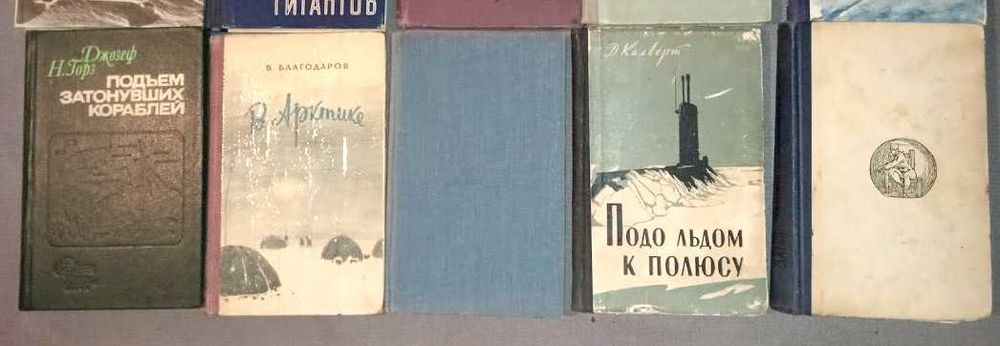 ГИГАНТОВ
Джозеф
Н. Горз
ПОДЪЕМ
ЗАТОНУВШИХ
КОРАБЛЕЙ
В. БЛАГОДАРОВ
В Арктике
Д. Калверт
Подо льдом
к полюсу